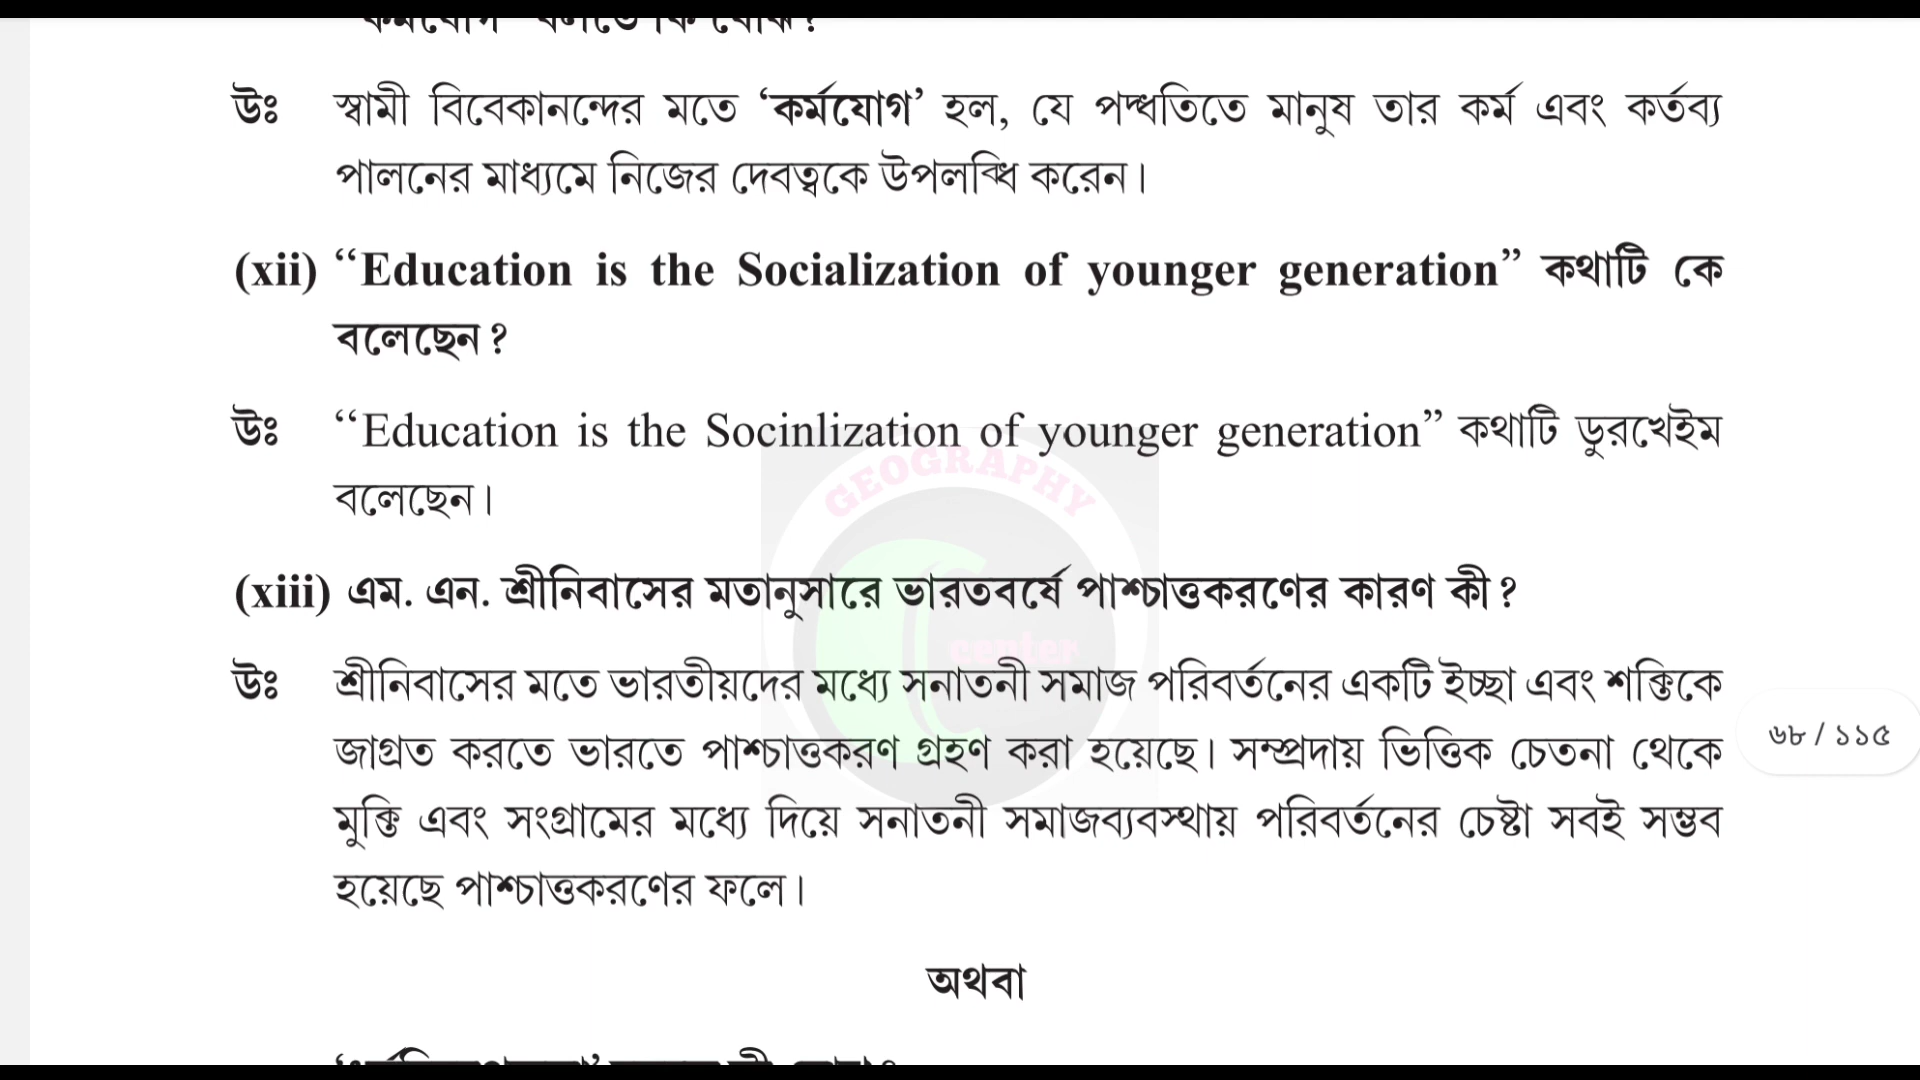 উঃ স্বামী বিবেকানন্দের মতে ‘কর্মযোগ’ হল, যে পদ্ধতিতে মানুষ তার কর্ম এবং কর্তব্য
পালনের মাধ্যমে নিজের দেবত্বকে উপলব্ধি করেন।
(xii) “Education is the Socialization of younger generation” কথাটি কে
বলেছেন?
উঃ “Education is the Socinlization of younger generation” কথাটি ডুরখেইম
বলেছেন।
GEOGRAPHY
(xiii) এম. এন. শ্রীনিবাসের মতানুসারে ভারতবর্ষে পাশ্চাত্তকরণের কারণ কী?
center
উঃ শ্রীনিবাসের মতে ভারতীয়দের মধ্যে সনাতনী সমাজ পরিবর্তনের একটি ইচ্ছা এবং শক্তিকে
জাগ্রত করতে ভারতে পাশ্চাত্তকরণ গ্রহণ করা হয়েছে। সম্প্রদায় ভিত্তিক চেতনা থেকে
৬৮ / ১১৫
মুক্তি এবং সংগ্রামের মধ্যে দিয়ে সনাতনী সমাজব্যবস্থায় পরিবর্তনের চেষ্টা সবই সম্ভব
হয়েছে পাশ্চাত্তকরণের ফলে।
অথবা